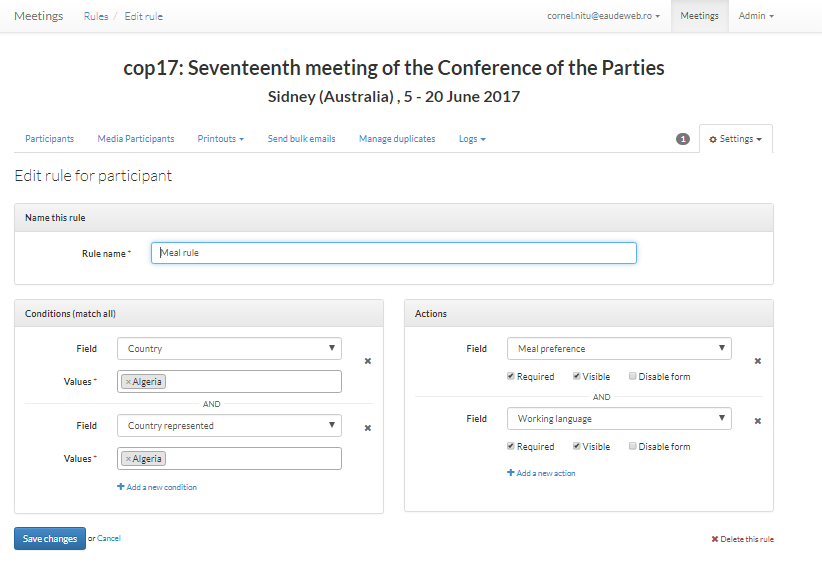 Meetings Rules / Edit rule cornel.nitu@eaudeweb.ro Meetings Admin
cop17: Seventeenth meeting of the Conference of the Parties
Sidney (Australia) , 5 - 20 June 2017
Participants Media Participants Printouts Send bulk emails Manage duplicates Logs 1 Settings
Edit rule for participant
Name this rule
Rule name * Meal rule
Conditions (match all)
Field Country
Values * × Algeria
AND
Field Country represented
Values * × Algeria
+ Add a new condition
Actions
Field Meal preference
Required Visible Disable form
AND
Field Working language
Required Visible Disable form
+ Add a new action
Save changes or Cancel
Delete this rule